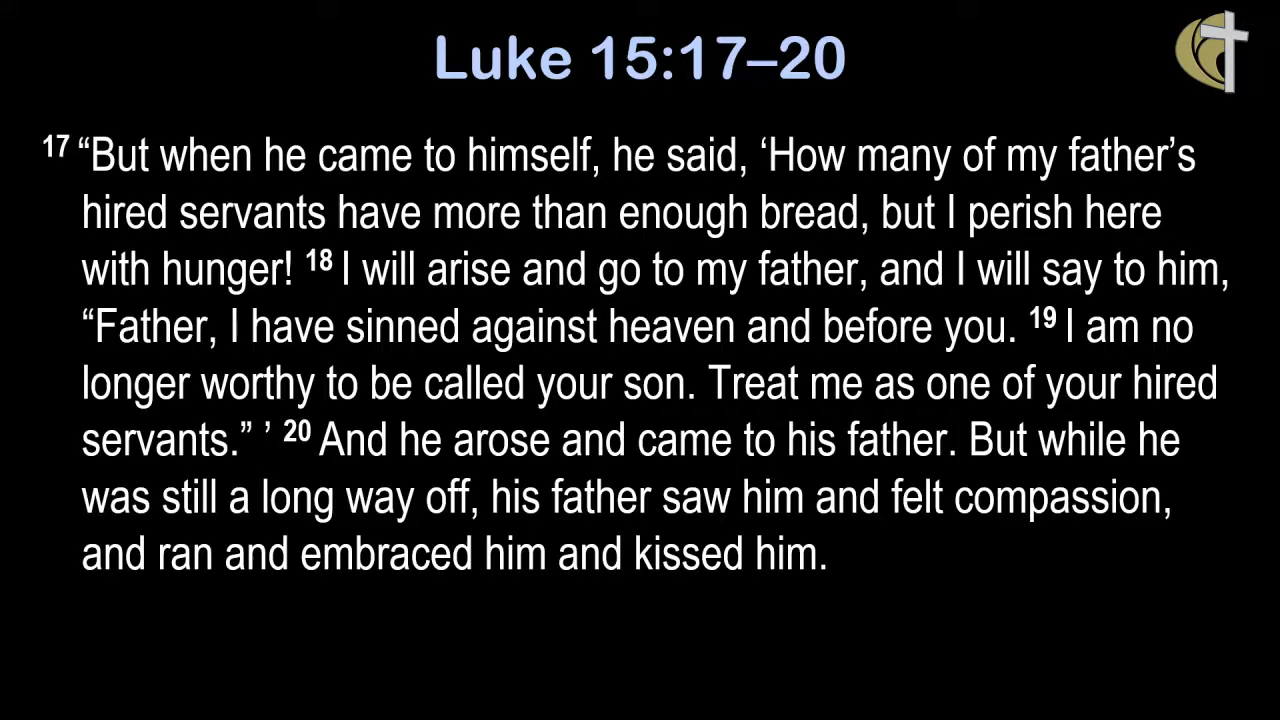 Luke 15:17–20
17 “But when he came to himself, he said, ‘How many of my father’s
hired servants have more than enough bread, but I perish here
with hunger! 18 I will arise and go to my father, and I will say to him,
“Father, I have sinned against heaven and before you. 19 I am no
longer worthy to be called your son. Treat me as one of your hired
servants.” ’ 20 And he arose and came to his father. But while he
was still a long way off, his father saw him and felt compassion,
and ran and embraced him and kissed him.